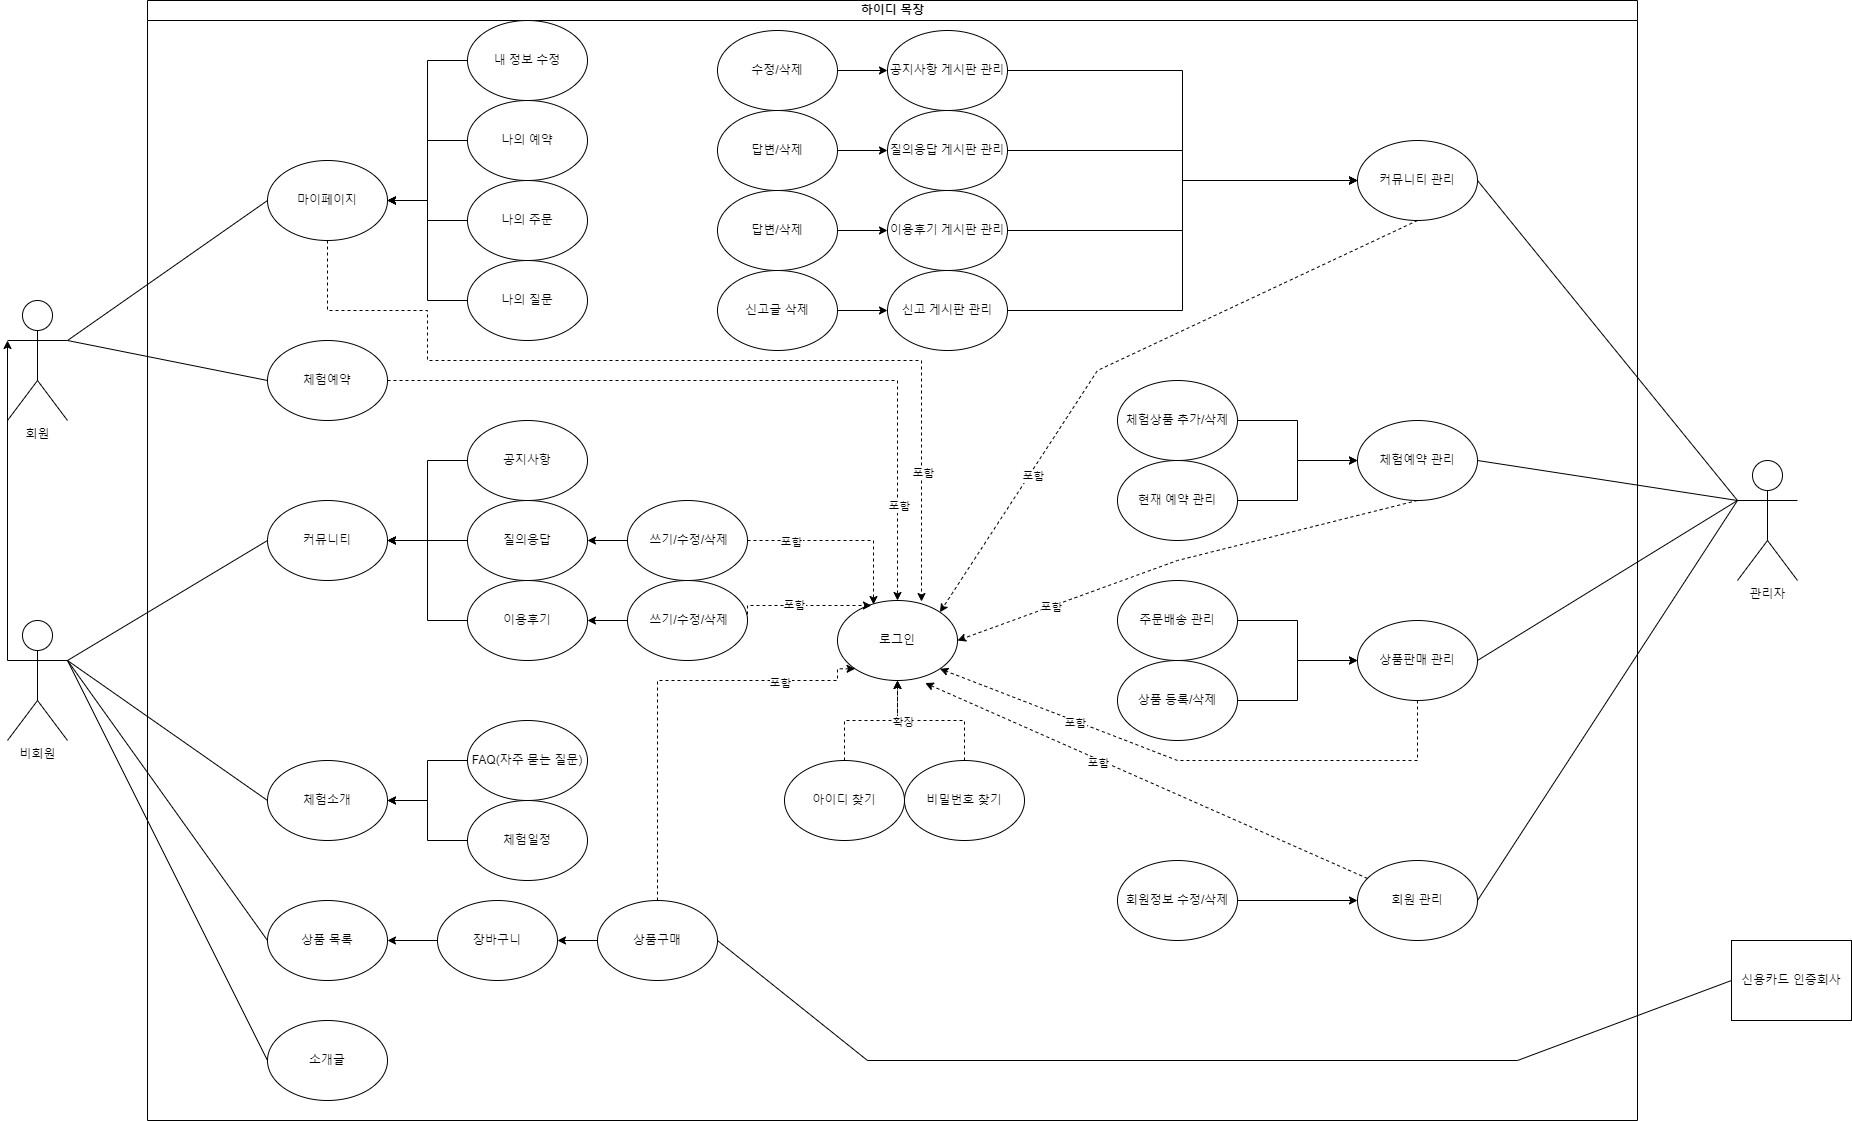 하이디 목장
내 정보 수정
나의 예약
나의 주문
나의 질문
마이페이지
수정/삭제
공지사항 게시판 관리
답변/삭제
질의응답 게시판 관리
답변/삭제
이용후기 게시판 관리
신고글 삭제
신고 게시판 관리
커뮤니티 관리
회원
체험예약
포함
포함
포함
체험상품 추가/삭제
현재 예약 관리
체험예약 관리
관리자
공지사항
커뮤니티
질의응답
쓰기/수정/삭제
포함
이용후기
쓰기/수정/삭제
포함
로그인
포함
주문배송 관리
상품 등록/삭제
상품판매 관리
비회원
포함
확장
포함
포함
아이디 찾기
비밀번호 찾기
FAQ(자주 묻는 질문)
체험소개
체험일정
회원정보 수정/삭제
회원 관리
상품 목록
장바구니
상품구매
신용카드 인증회사
소개글